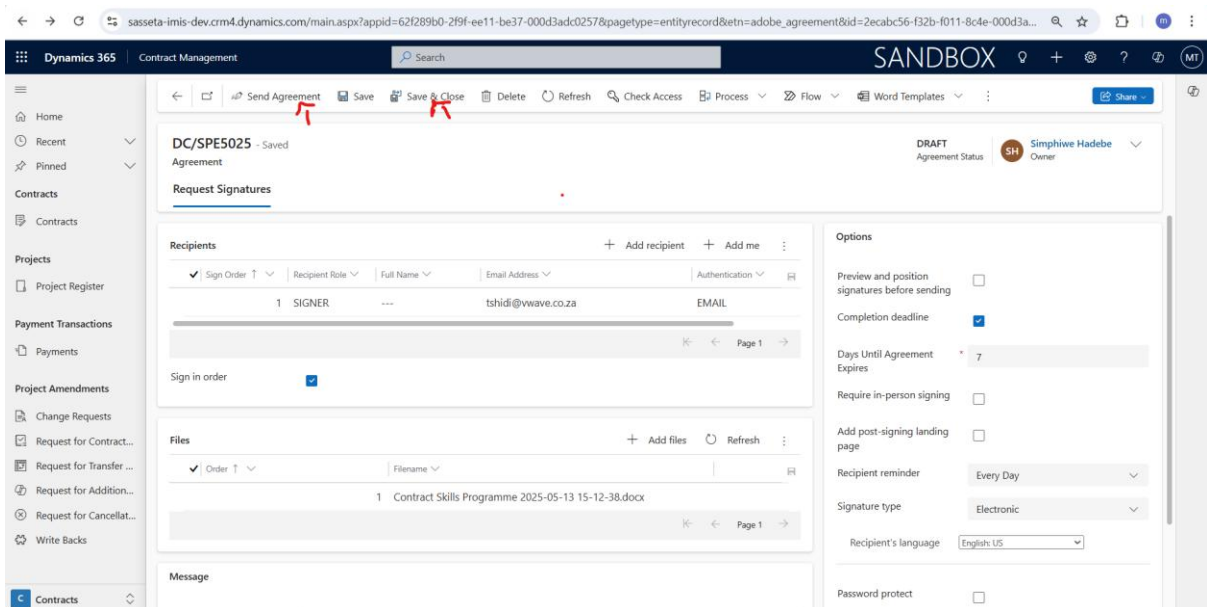 sasseta-imis-dev.crm4.dynamics.com/main.aspx?appid=62f289b0-2f9f-ee11-be37-000d3adc0257&pagetype=entityrecord&etn=adobe_agreement&id=2ecabc56-f32b-f011-8c4e-000d3a...
m
Dynamics 365 Contract Management Search SANDBOX + ? MT
Send Agreement Save Save & Close Delete Refresh Check Access Process Flow Word Templates Share
Home
Recent
Pinned
Contracts
Contracts
Projects
Project Register
Payment Transactions
Payments
Project Amendments
Change Requests
Request for Contract...
Request for Transfer ...
Request for Addition...
Request for Cancellat...
Write Backs
C Contracts
DC/SPE5025 - Saved
Agreement
DRAFT
Agreement Status
SH
Simphiwe Hadebe
Owner
Request Signatures
Recipients + Add recipient + Add me
Sign Order ↑ Recipient Role Full Name Email Address Authentication
1 SIGNER --- tshidi@vwave.co.za EMAIL
Page 1
Sign in order
Files + Add files Refresh
Order ↑ Filename
1 Contract Skills Programme 2025-05-13 15-12-38.docx
Page 1
Message
Options
Preview and position
signatures before sending
Completion deadline
Days Until Agreement * 7
Expires
Require in-person signing
Add post-signing landing
page
Recipient reminder Every Day
Signature type Electronic
Recipient's language English: US
Password protect